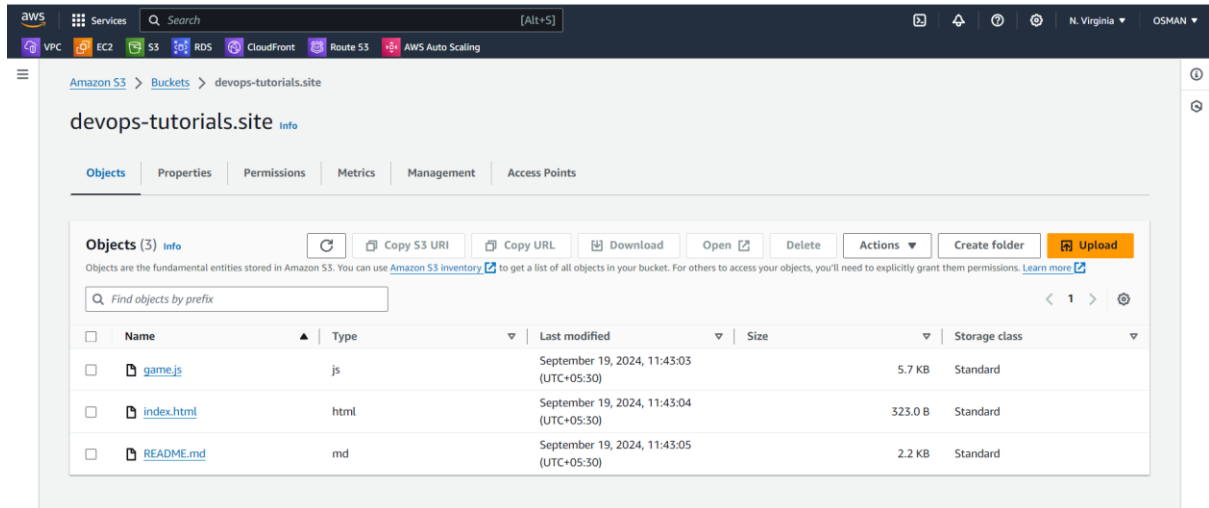 aws Services Search [Alt+S] N. Virginia ▼ OSMAN ▼
VPC EC2 S3 RDS CloudFront Route 53 AWS Auto Scaling
Amazon S3 > Buckets > devops-tutorials.site
devops-tutorials.site Info
Objects Properties Permissions Metrics Management Access Points
Objects (3) Info Copy S3 URI Copy URL Download Open Delete Actions ▼ Create folder Upload
Objects are the fundamental entities stored in Amazon S3. You can use Amazon S3 inventory to get a list of all objects in your bucket. For others to access your objects, you'll need to explicitly grant them permissions. Learn more
Find objects by prefix < 1 >
Name Type Last modified Size Storage class
game.js js September 19, 2024, 11:43:03 (UTC+05:30) 5.7 KB Standard
index.html html September 19, 2024, 11:43:04 (UTC+05:30) 323.0 B Standard
README.md md September 19, 2024, 11:43:05 (UTC+05:30) 2.2 KB Standard